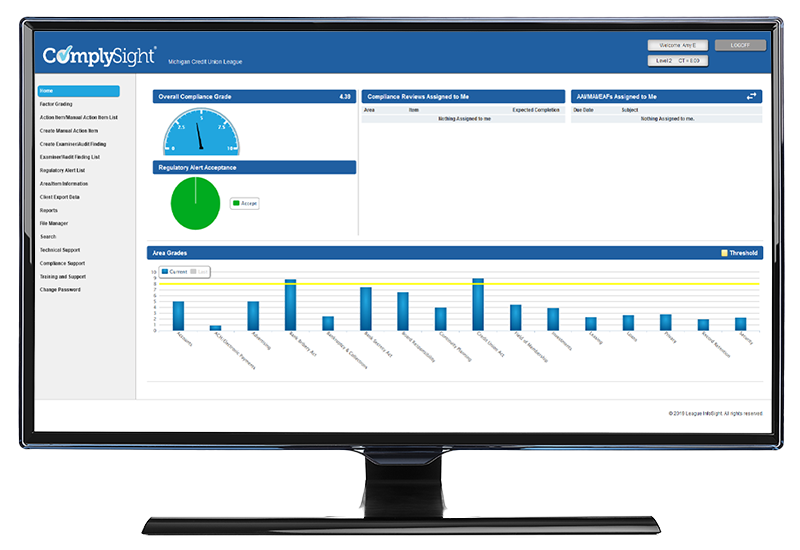 ComplySight®
Michigan Credit Union League
Welcome Amy E
LOGOFF
Level 2 CT = 8.00
Home
Factor Grading
Action Item/Manual Action Item List
Create Manual Action Item
Create Examiner/Audit Finding
Examiner/Audit Finding List
Regulatory Alert List
Area/Item Information
Client Export Data
Reports
File Manager
Search
Technical Support
Compliance Support
Training and Support
Change Password
Overall Compliance Grade 4.39
0 2.5 5 7.5 10
Regulatory Alert Acceptance
Accept
Compliance Reviews Assigned to Me
Area Item Expected Completion
Nothing Assigned to me
AAI/MAI/EAFs Assigned to Me
Due Date Subject
Nothing Assigned to me.
Area Grades
Threshold
Current Last
10
9
8
7
6
5
4
3
2
1
0
Accounts
ACH/Electronic Payments
Advertising
Bank Bribery Act
Bankruptcy & Collections
Bank Secrecy Act
Board Responsibility
Community Planning
Credit Union Act
Field of Membership
Investments
Leasing
Loans
Privacy
Record Retention
Security
© 2018 League InfoSight. All rights reserved